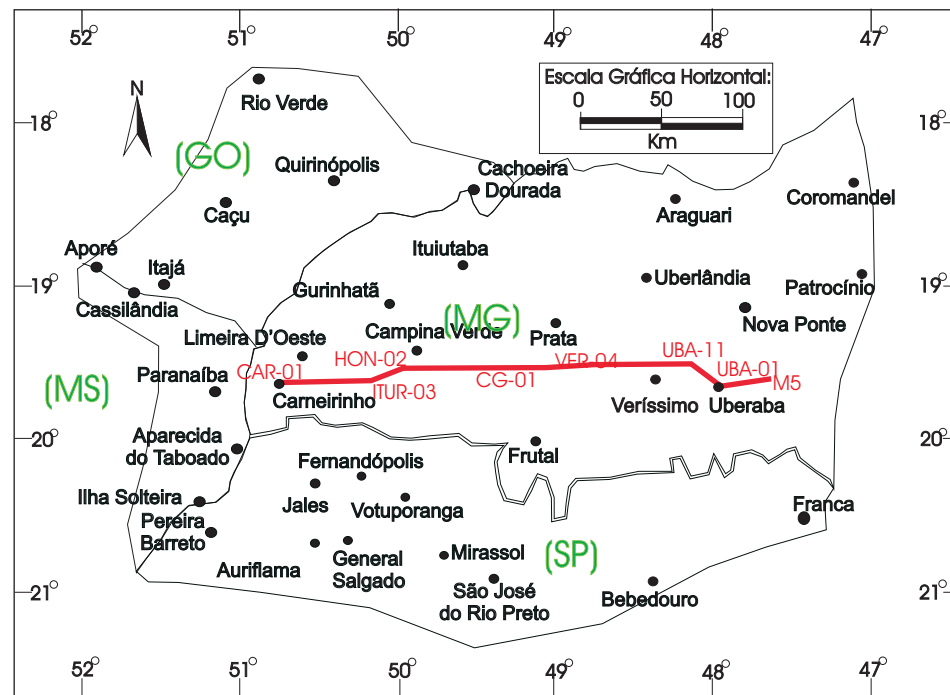 52° 51° 50° 49° 48° 47°
Escala Gráfica Horizontal:
0 50 100
Km
N
Rio Verde
18° 18°
(GO)
Quirinópolis
Cachoeira
Dourada
Coromandel
Caçu
Araguari
Aporé
Itajá
Ituiutaba
Uberlândia
Patrocínio
19° 19°
Cassilândia
Gurinhatã
(MG)
Nova Ponte
Limeira D'Oeste
Campina Verde
Prata
HON-02
VER-04
UBA-11
Paranaíba
CAR-01
UBA-01
(MS)
ITUR-03
CG-01
M5
Carneirinho
Veríssimo
Uberaba
20° 20°
Aparecida
do Taboado
Frutal
Fernandópolis
Ilha Solteira
Jales
Votuporanga
Franca
Pereira
Barreto
Mirassol
(SP)
Auriflama
General
Salgado
São José
do Rio Preto
Bebedouro
21° 21°
52° 51° 50° 49° 48° 47°